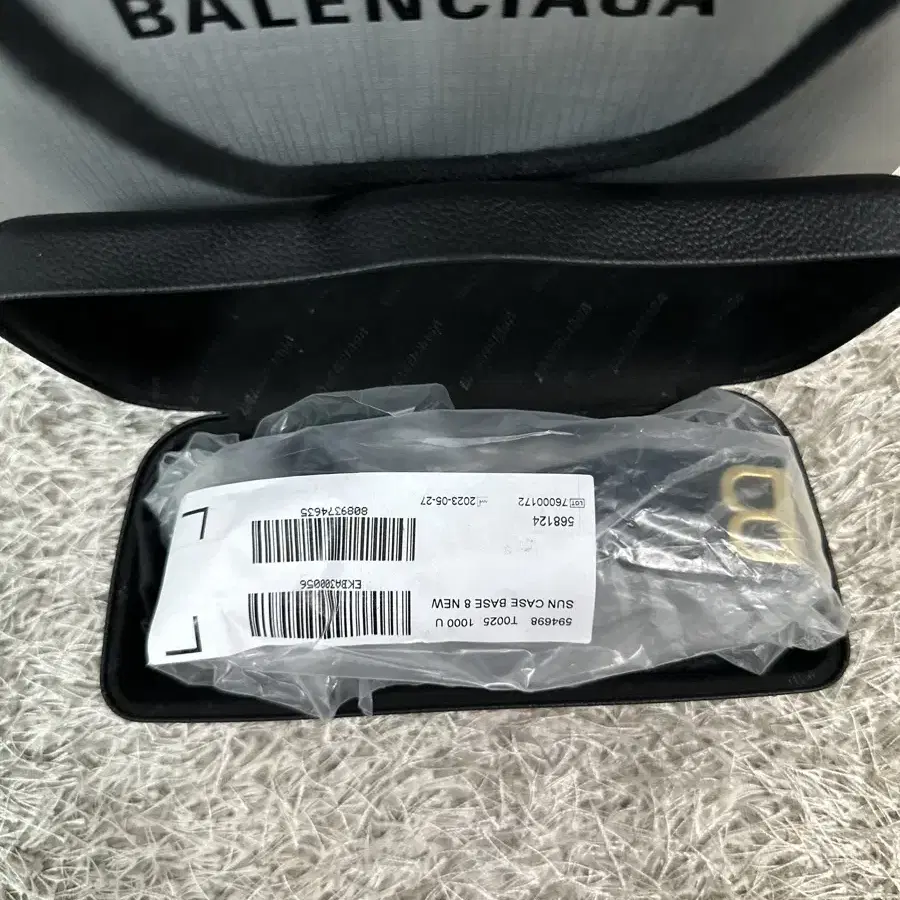 BALENCIAGA
594698 T0025 1000 U
SUN CASE BASE 8 NEW
EKBA300056
568124
LOT 76000172 2023-05-27
8089374635